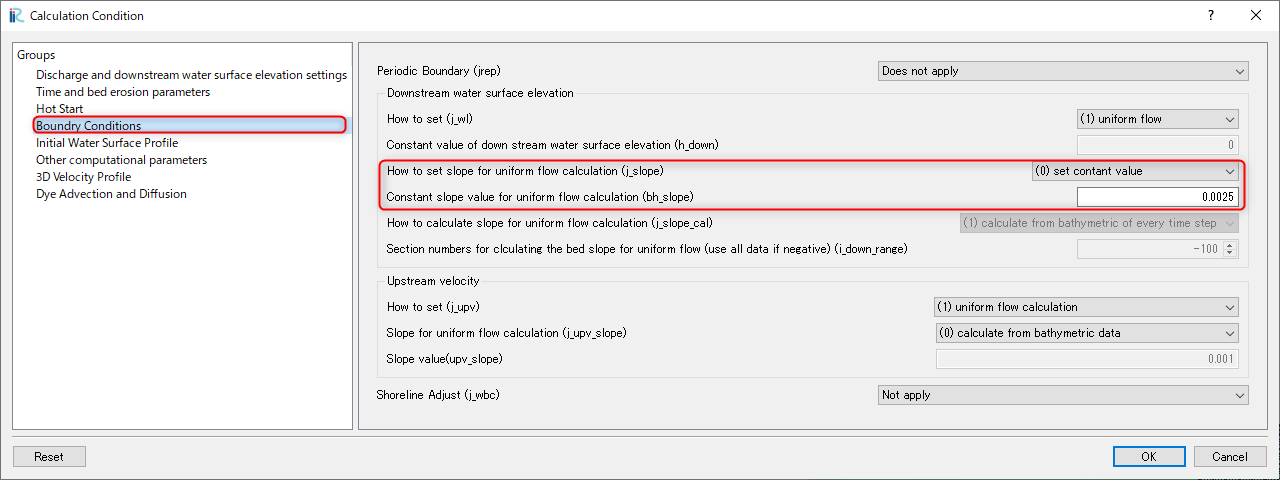 Calculation Condition
?
Groups
Discharge and downstream water surface elevation settings
Time and bed erosion parameters
Hot Start
Boundry Conditions
Initial Water Surface Profile
Other computational parameters
3D Velocity Profile
Dye Advection and Diffusion
Periodic Boundary (jrep) Does not apply
Downstream water surface elevation
How to set (j_wl) (1) uniform flow
Constant value of down stream water surface elevation (h_down) 0
How to set slope for uniform flow calculation (j_slope) (0) set contant value
Constant slope value for uniform flow calculation (bh_slope) 0.0025
How to calculate slope for uniform flow calculation (j_slope_cal) (1) calculate from bathymetric of every time step
Section numbers for clculating the bed slope for uniform flow (use all data if negative) (i_down_range) -100
Upstream velocity
How to set (j_upv) (1) uniform flow calculation
Slope for uniform flow calculation (j_upv_slope) (0) calculate from bathymetric data
Slope value(upv_slope) 0.001
Shoreline Adjust (j_wbc) Not apply
Reset OK Cancel